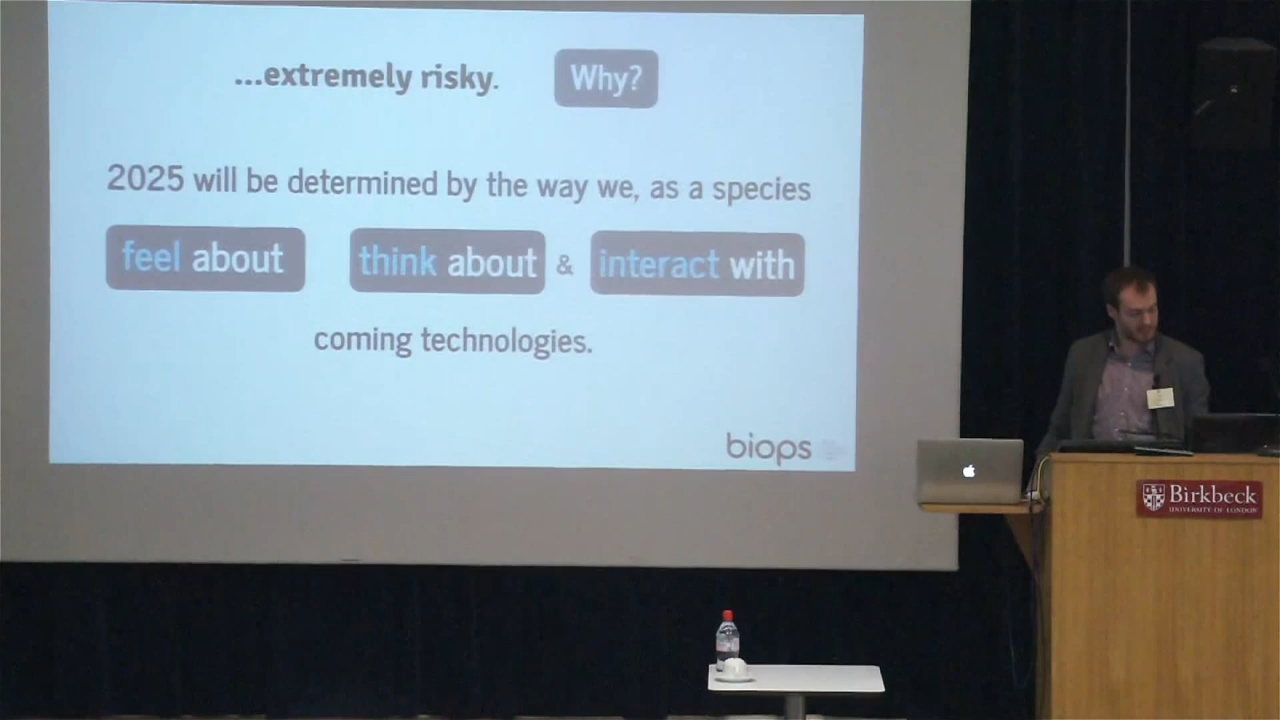 ...extremely risky. Why?
2025 will be determined by the way we, as a species
feel about think about & interact with
coming technologies.
biops
Birkbeck
UNIVERSITY OF LONDON